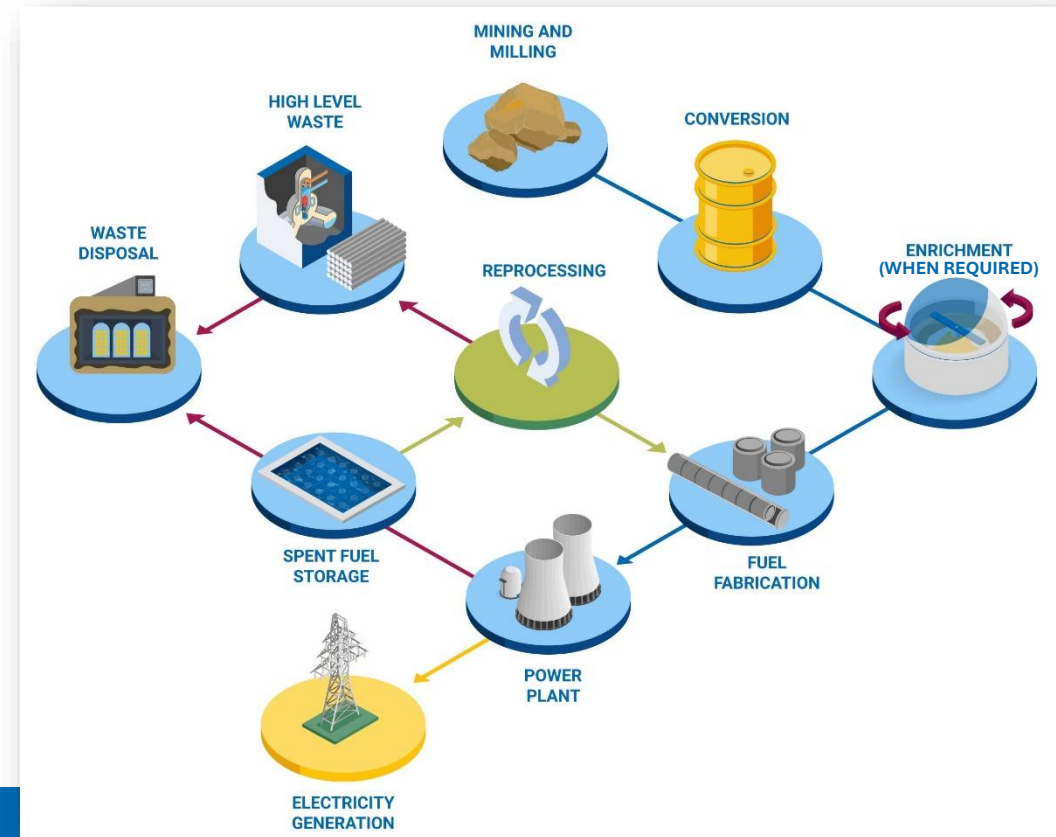 MINING AND
MILLING
HIGH LEVEL
WASTE
CONVERSION
WASTE
DISPOSAL
REPROCESSING
ENRICHMENT
(WHEN REQUIRED)
SPENT FUEL
STORAGE
FUEL
FABRICATION
POWER
PLANT
ELECTRICITY
GENERATION